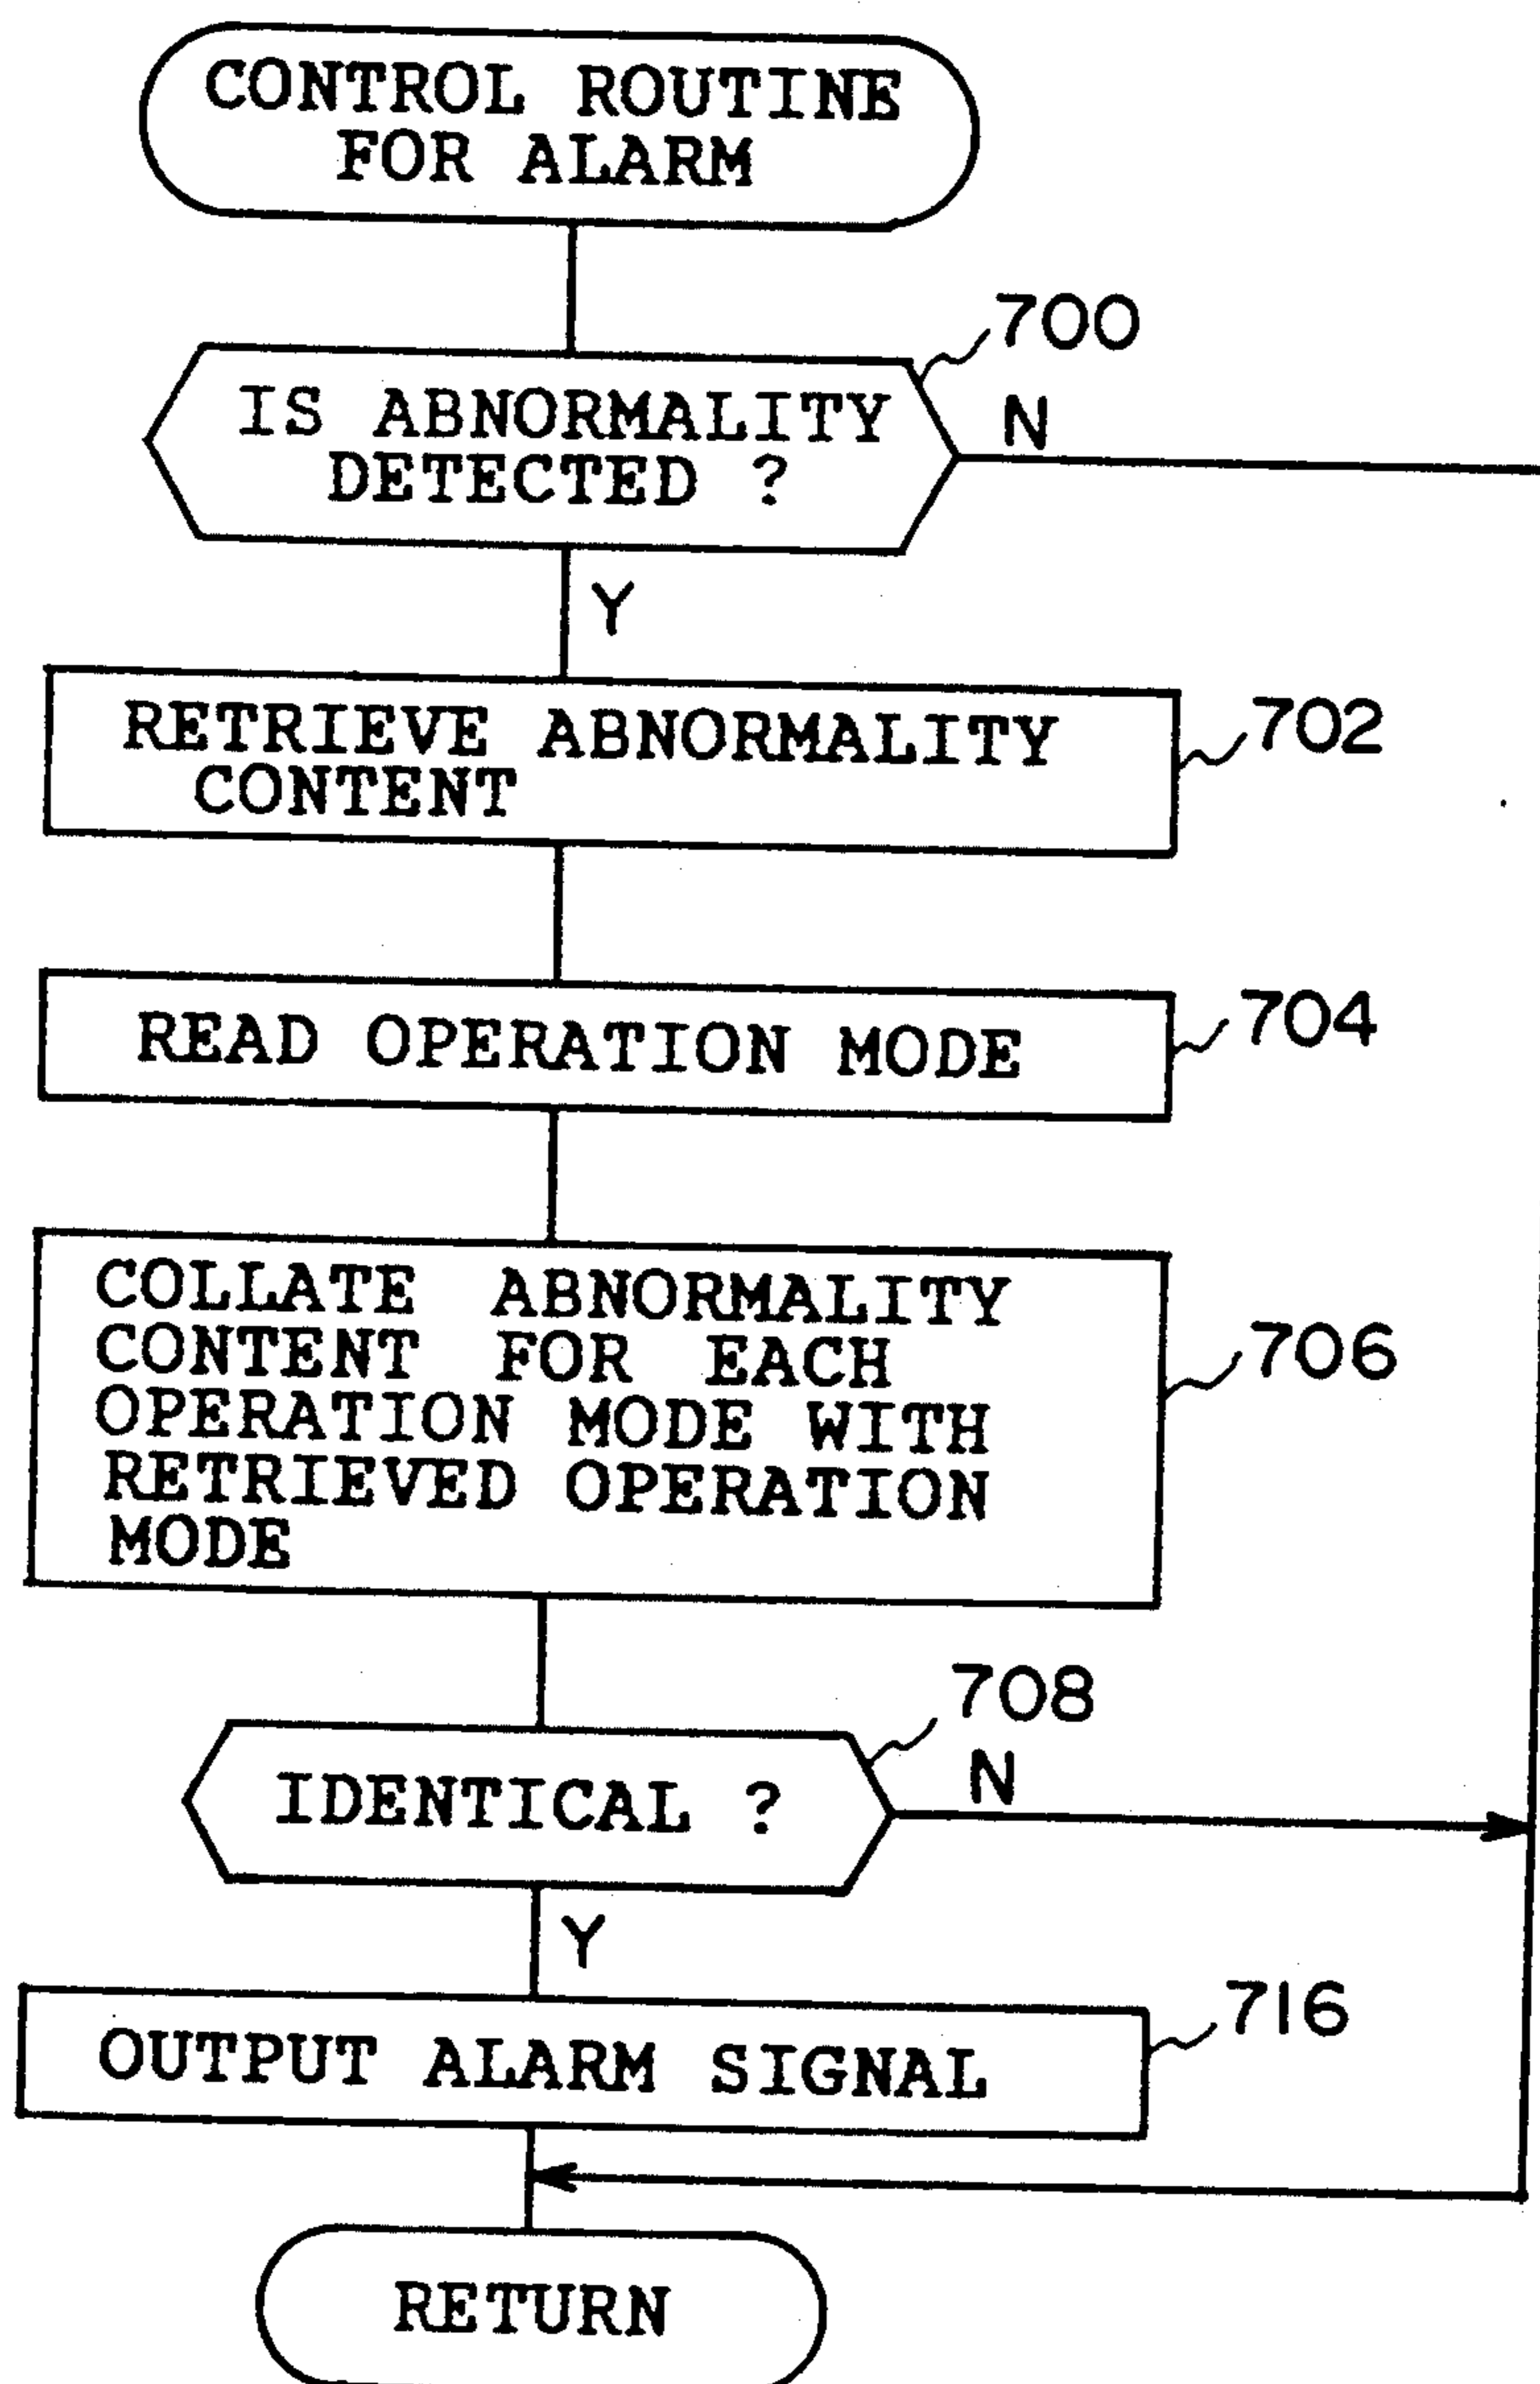 CONTROL ROUTINE
FOR ALARM
700
IS ABNORMALITY
DETECTED ?
N
Y
RETRIEVE ABNORMALITY
CONTENT
702
READ OPERATION MODE
704
COLLATE ABNORMALITY
CONTENT FOR EACH
OPERATION MODE WITH
RETRIEVED OPERATION
MODE
706
708
IDENTICAL ?
N
Y
OUTPUT ALARM SIGNAL
716
RETURN